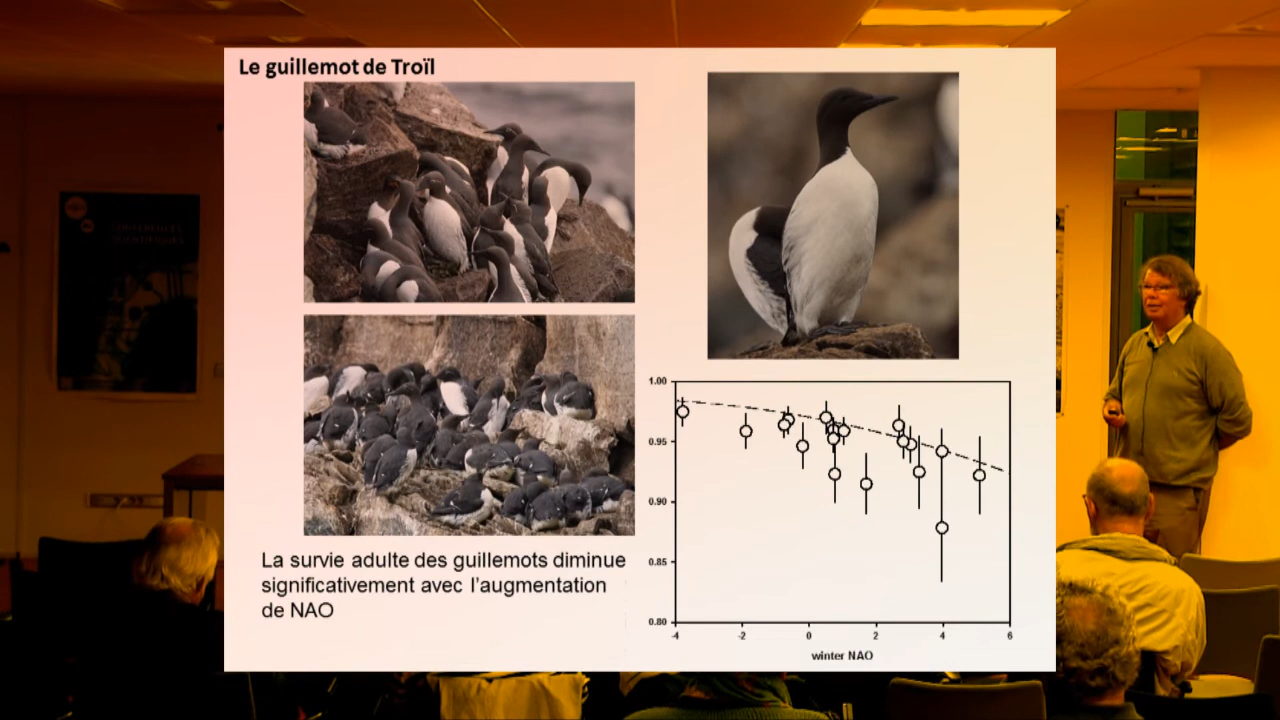 Le guillemot de Troïl
La survie adulte des guillemots diminue
significativement avec l'augmentation
de NAO
1.00
0.95
0.90
0.85
0.80
-4 -2 0 2 4 6
winter NAO